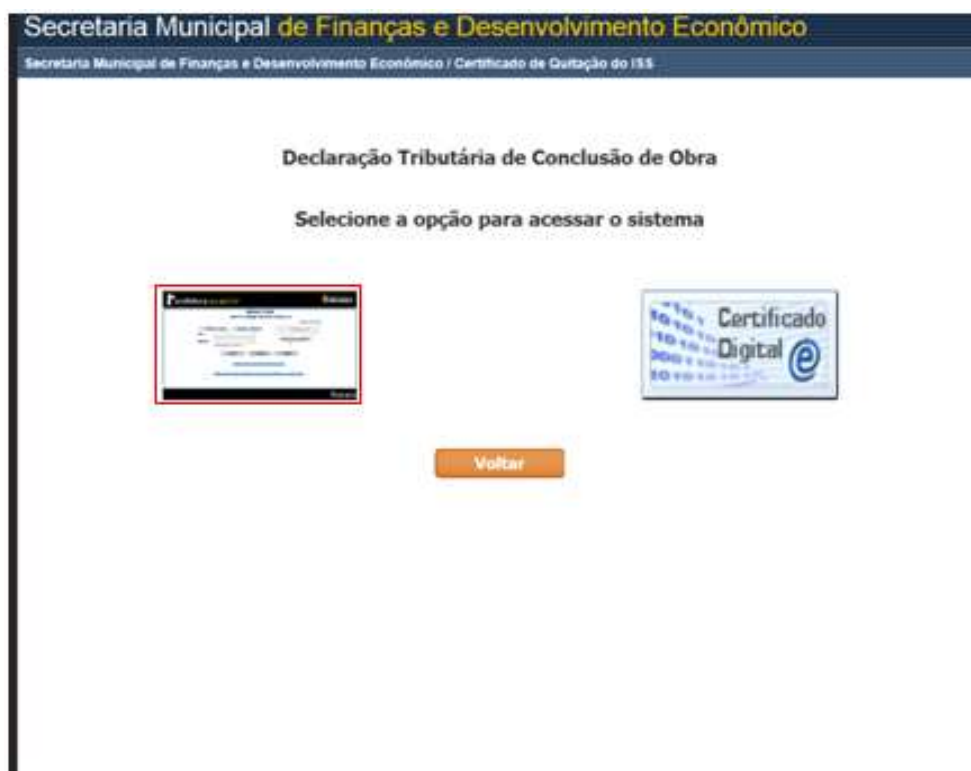 Secretaria Municipal de Finanças e Desenvolvimento Econômico
Secretaria Municipal de Finanças e Desenvolvimento Econômico / Certificado de Quitação do ISS
Declaração Tributária de Conclusão de Obra
Selecione a opção para acessar o sistema
Certificado
Digital e
Voltar